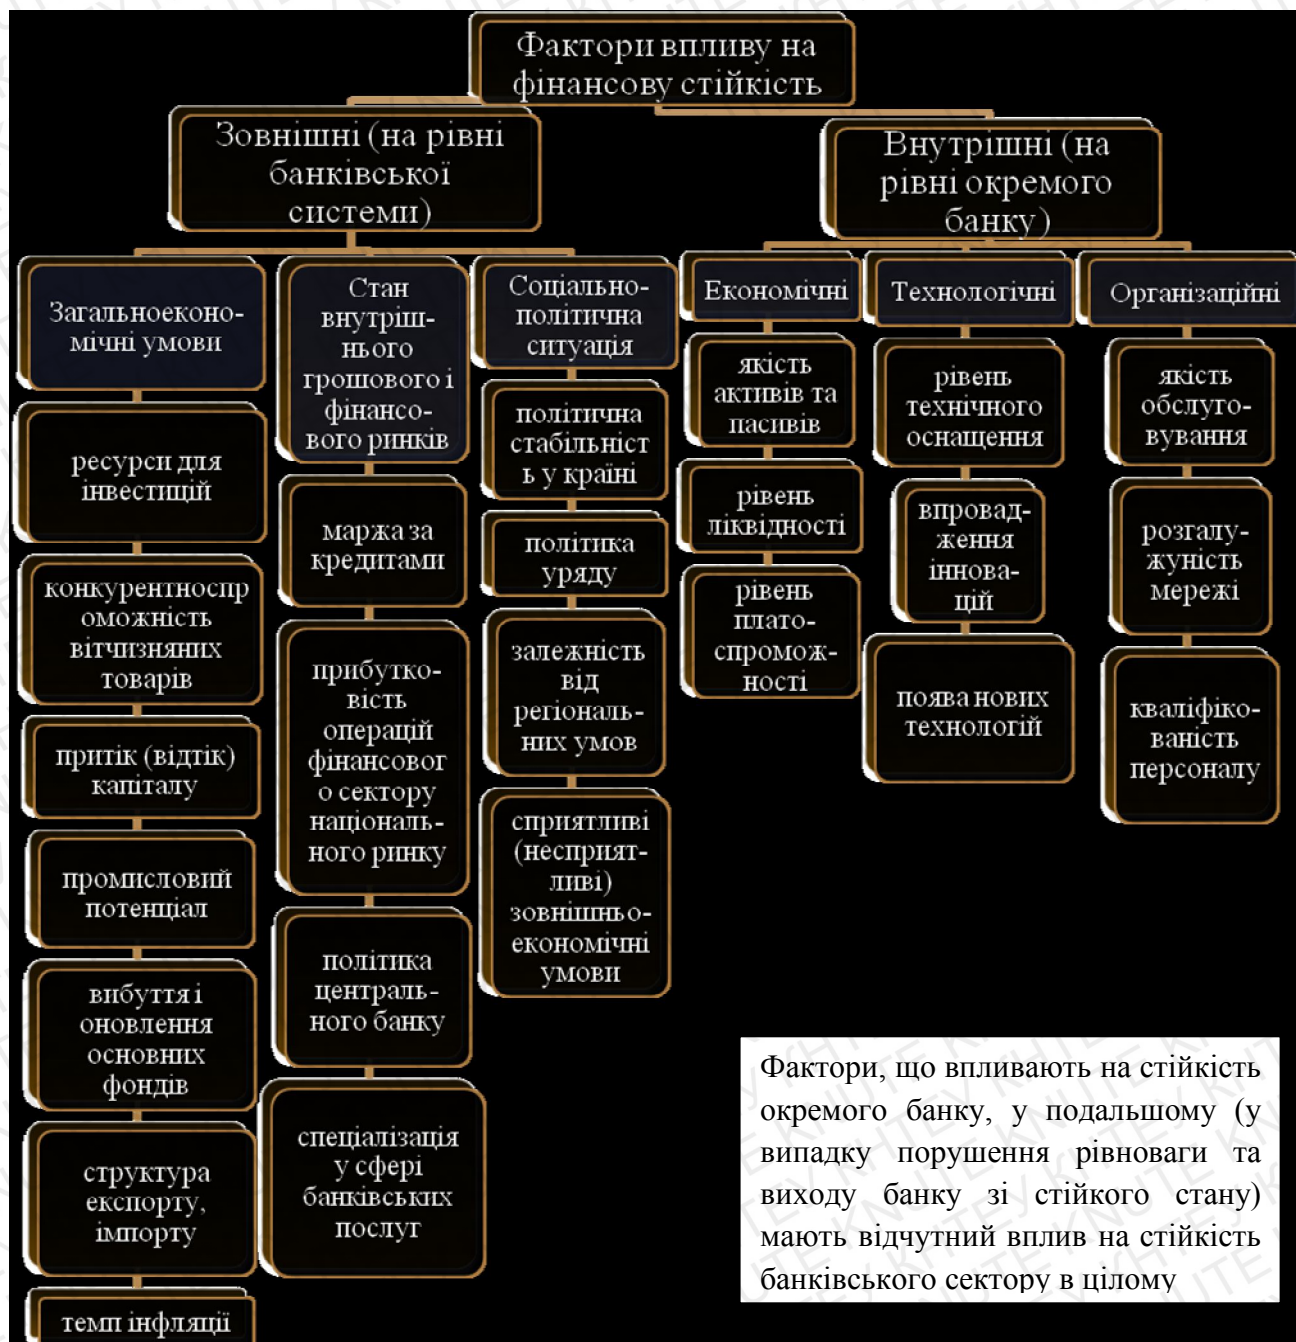 Фактори впливу на
фінансову стійкість
Зовнішні (на рівні
банківської
системи)
Внутрішні (на
рівні окремого
банку)
Загальноеконо-
мічні умови
ресурси для
інвестицій
конкурентноспр
оможність
вітчизняних
товарів
притік (відтік)
капіталу
промисловий
потенціал
вибуття і
оновлення
основних
фондів
структура
експорту,
імпорту
темп інфляції
Стан
внутріш-
нього
грошового і
фінансо-
вого ринків
маржа за
кредитами
прибутко-
вість
операцій
фінансовог
о сектору
національ-
ного ринку
політика
централь-
ного банку
спеціалізація
у сфері
банківських
послуг
Соціально-
політична
ситуація
політична
стабільніст
ь у країні
політика
уряду
залежність
від
регіональ-
них умов
сприятливі
(несприят-
ливі)
зовнішньо-
економічні
умови
Економічні
якість
активів та
пасивів
рівень
ліквідності
рівень
плато-
спромож-
ності
Технологічні
рівень
технічного
оснащення
впровад-
ження
іннова-
цій
поява нових
технологій
Організаційні
якість
обслуго-
вування
розгалу-
жуність
мережі
кваліфіко-
ваність
персоналу
Фактори, що впливають на стійкість
окремого банку, у подальшому (у
випадку порушення рівноваги та
виходу банку зі стійкого стану)
мають відчутний вплив на стійкість
банківського сектору в цілому